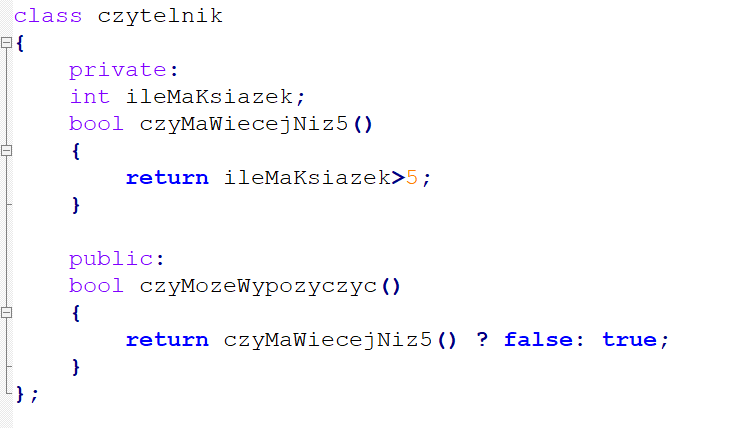 class czytelnik
{
private:
int ileMaKsiazek;
bool czyMaWiecejNiz5()
{
return ileMaKsiazek>5;
}
public:
bool czyMozeWypozyczyc()
{
return czyMaWiecejNiz5() ? false: true;
}
};